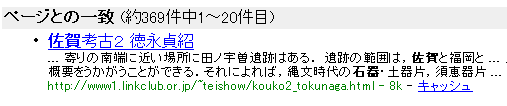 ページとの一致 (約369件中1～20件目)
• 佐賀考古2 徳永貞紹
... 寄りの南端に近い場所に田ノ宇曽遺跡はある. 遺跡の範囲は, 佐賀と福岡と ... .
概要をうかがうことができる. それによれば, 縄文時代の石器・土器片, 須恵器片 ...
http://www1.linkclub.or.jp/~teishow/kouko2_tokunaga.html - 8k - キャッシュ